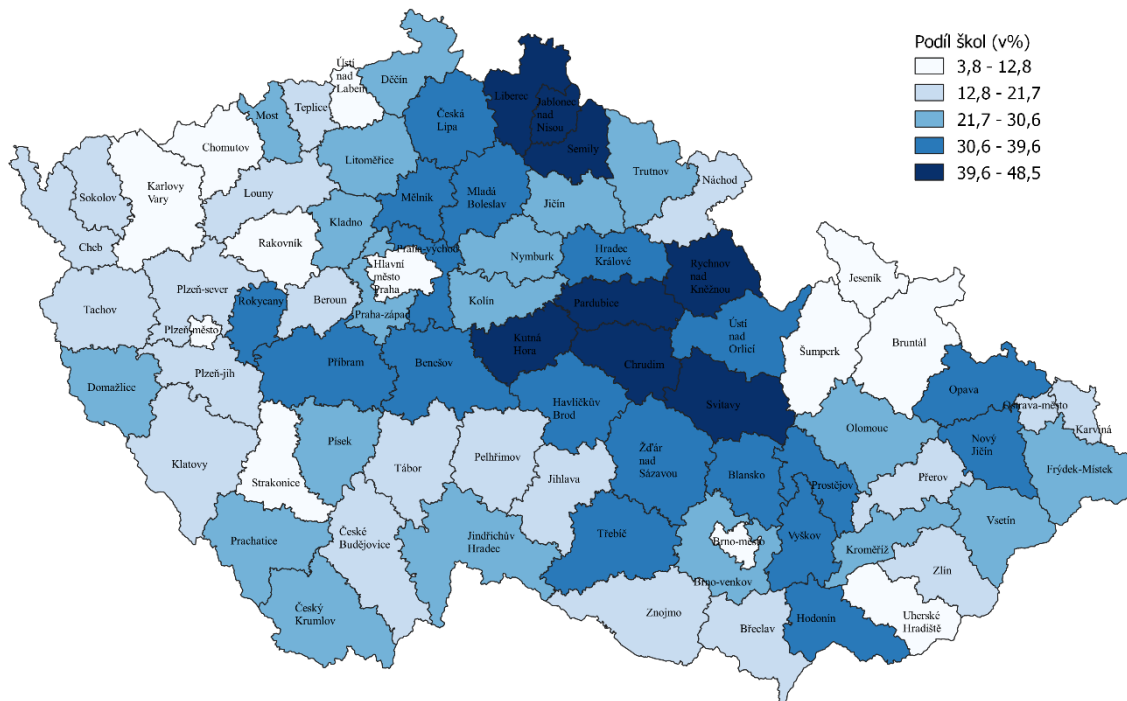 Podíl škol (v%)
3,8 - 12,8
12,8 - 21,7
21,7 - 30,6
30,6 - 39,6
39,6 - 48,5
Ústí
nad
Labem
Děčín
Teplice
Most
Chomutov
Česká
Lípa
Liberec
Jablonec
nad
Nisou
Semily
Litoměřice
Trutnov
Náchod
Sokolov
Karlovy
Vary
Louny
Mělník
Mladá
Boleslav
Jičín
Cheb
Rakovník
Kladno
Praha-východ
Hlavní
město
Praha
Nymburk
Hradec
Králové
Rychnov
nad
Kněžnou
Jeseník
Tachov
Plzeň-sever
Rokycany
Beroun
Praha-západ
Kolín
Pardubice
Plzeň-město
Kutná
Hora
Ústí
nad
Orlicí
Šumperk
Bruntál
Domažlice
Plzeň-jih
Příbram
Benešov
Chrudim
Svitavy
Opava
Ostrava-město
Karviná
Havlíčkův
Brod
Písek
Klatovy
Strakonice
Tábor
Pelhřimov
Jihlava
Žďár
nad
Sázavou
Blansko
Prostějov
Olomouc
Přerov
Nový
Jičín
Frýdek-Místek
Prachatice
České
Budějovice
Jindřichův
Hradec
Třebíč
Brno-město
Brno-venkov
Vyškov
Kroměříž
Vsetín
Zlín
Český
Krumlov
Znojmo
Břeclav
Hodonín
Uherské
Hradiště